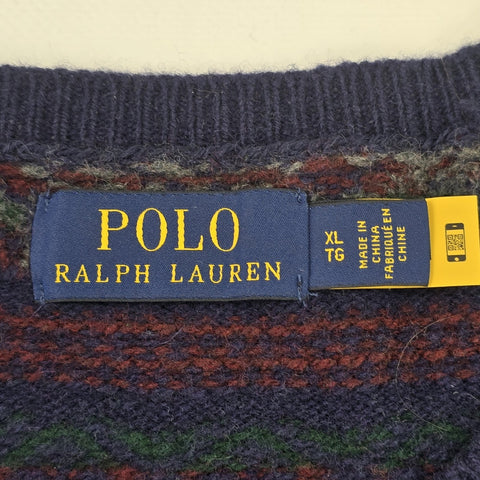 POLO
RALPH LAUREN
XL
TG
MADE IN
CHINA
FABRIQUÉ EN
CHINE